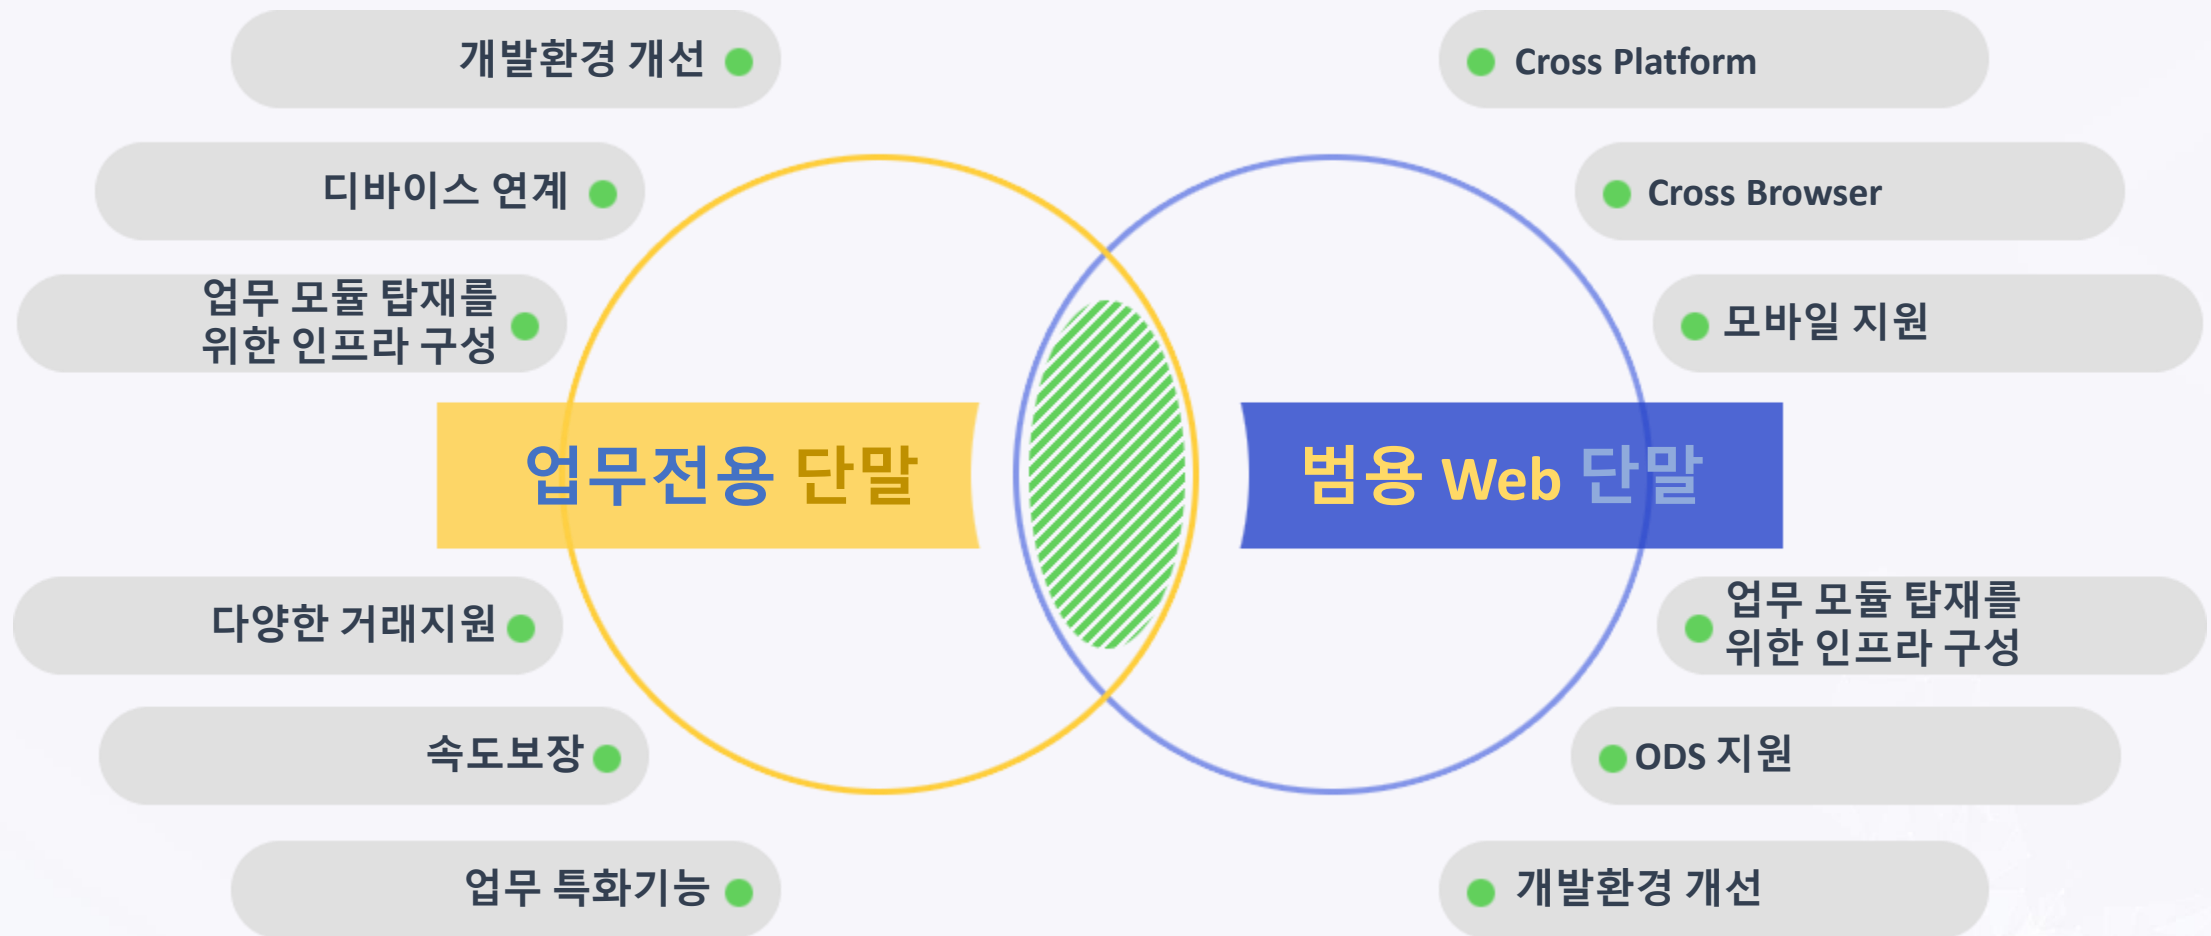 개발환경 개선
디바이스 연계
업무 모듈 탑재를
위한 인프라 구성
업무전용 단말
다양한 거래지원
속도보장
업무 특화기능
Cross Platform
Cross Browser
모바일 지원
범용 Web 단말
업무 모듈 탑재를
위한 인프라 구성
ODS 지원
개발환경 개선